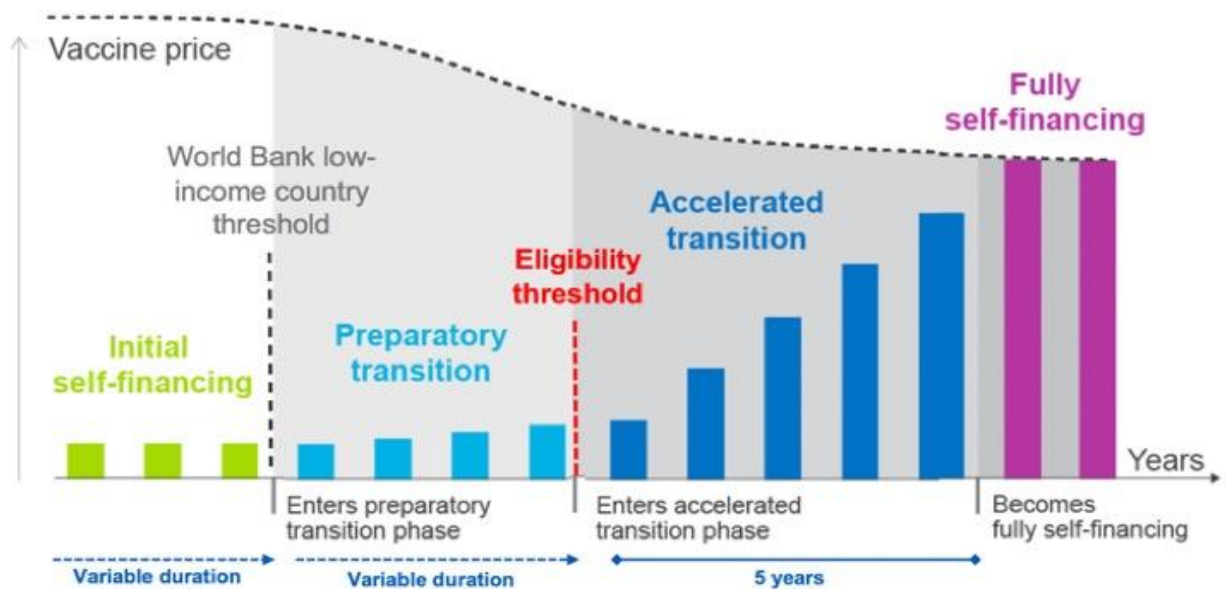 Vaccine price
World Bank low-
income country
threshold
Initial
self-financing
Preparatory
transition
Eligibility
threshold
Accelerated
transition
Fully
self-financing
Years
Enters preparatory
transition phase
Enters accelerated
transition phase
Becomes
fully self-financing
Variable duration
Variable duration
5 years